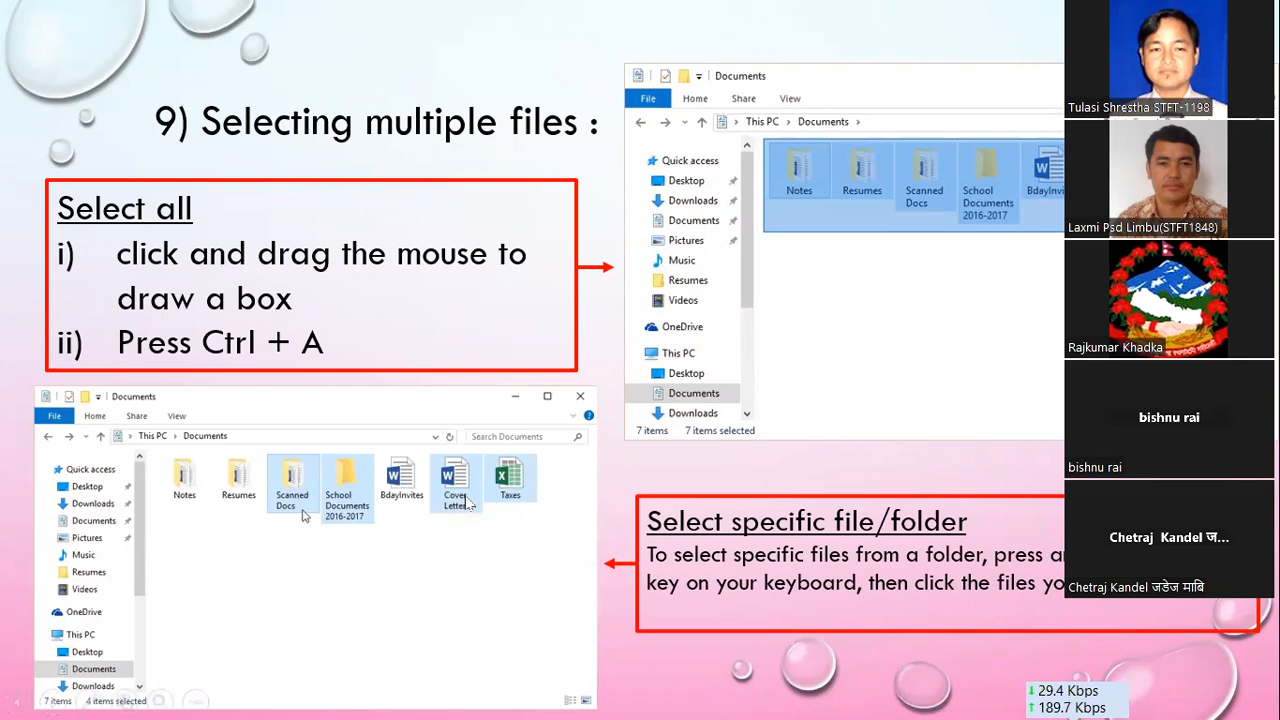 9) Selecting multiple files :
Select all
i) click and drag the mouse to
draw a box
ii) Press Ctrl + A
Documents
File Home Share View
This PC Documents
Quick access
Desktop
Downloads
Documents
Pictures
Music
Resumes
Videos
OneDrive
This PC
Desktop
Documents
Downloads
Notes
Resumes
Scanned
Docs
School
Documents
2016-2017
7 items 7 items selected
Documents
File Home Share View
This PC Documents
Search Documents
Quick access
Desktop
Downloads
Documents
Pictures
Music
Resumes
Videos
OneDrive
This PC
Desktop
Documents
Downloads
Notes
Resumes
Scanned
Docs
School
Documents
2016-2017
BdayInvites
Cover
Taxes
7 items 4 items selected
Select specific file/folder
To select specific files from a folder, press
key on your keyboard, then click the files
Tulasi Shrestha STFT-1198
Laxmi Psd Limbu(STFT1848)
Rajkumar Khadka
bishnu rai
bishnu rai
Chetraj Kandel ज...
Chetraj Kandel जडेज माबि
29.4 Kbps
189.7 Kbps